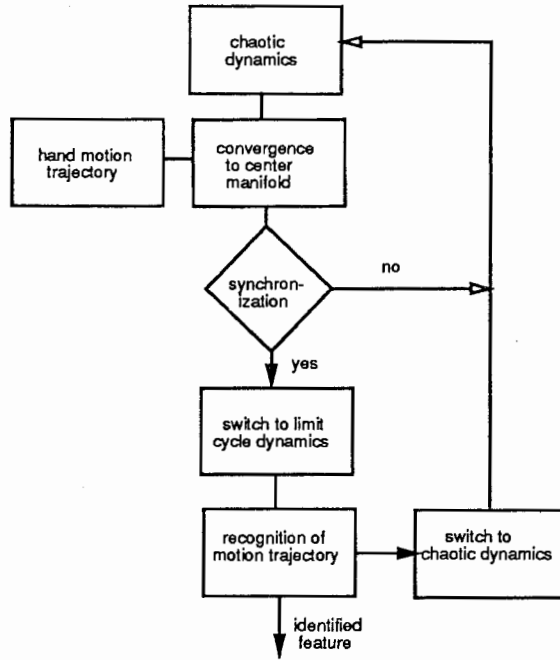 chaotic
dynamics
hand motion
trajectory
convergence
to center
manifold
synchron-
ization
no
yes
switch to limit
cycle dynamics
recognition of
motion trajectory
switch to
chaotic dynamics
identified
feature